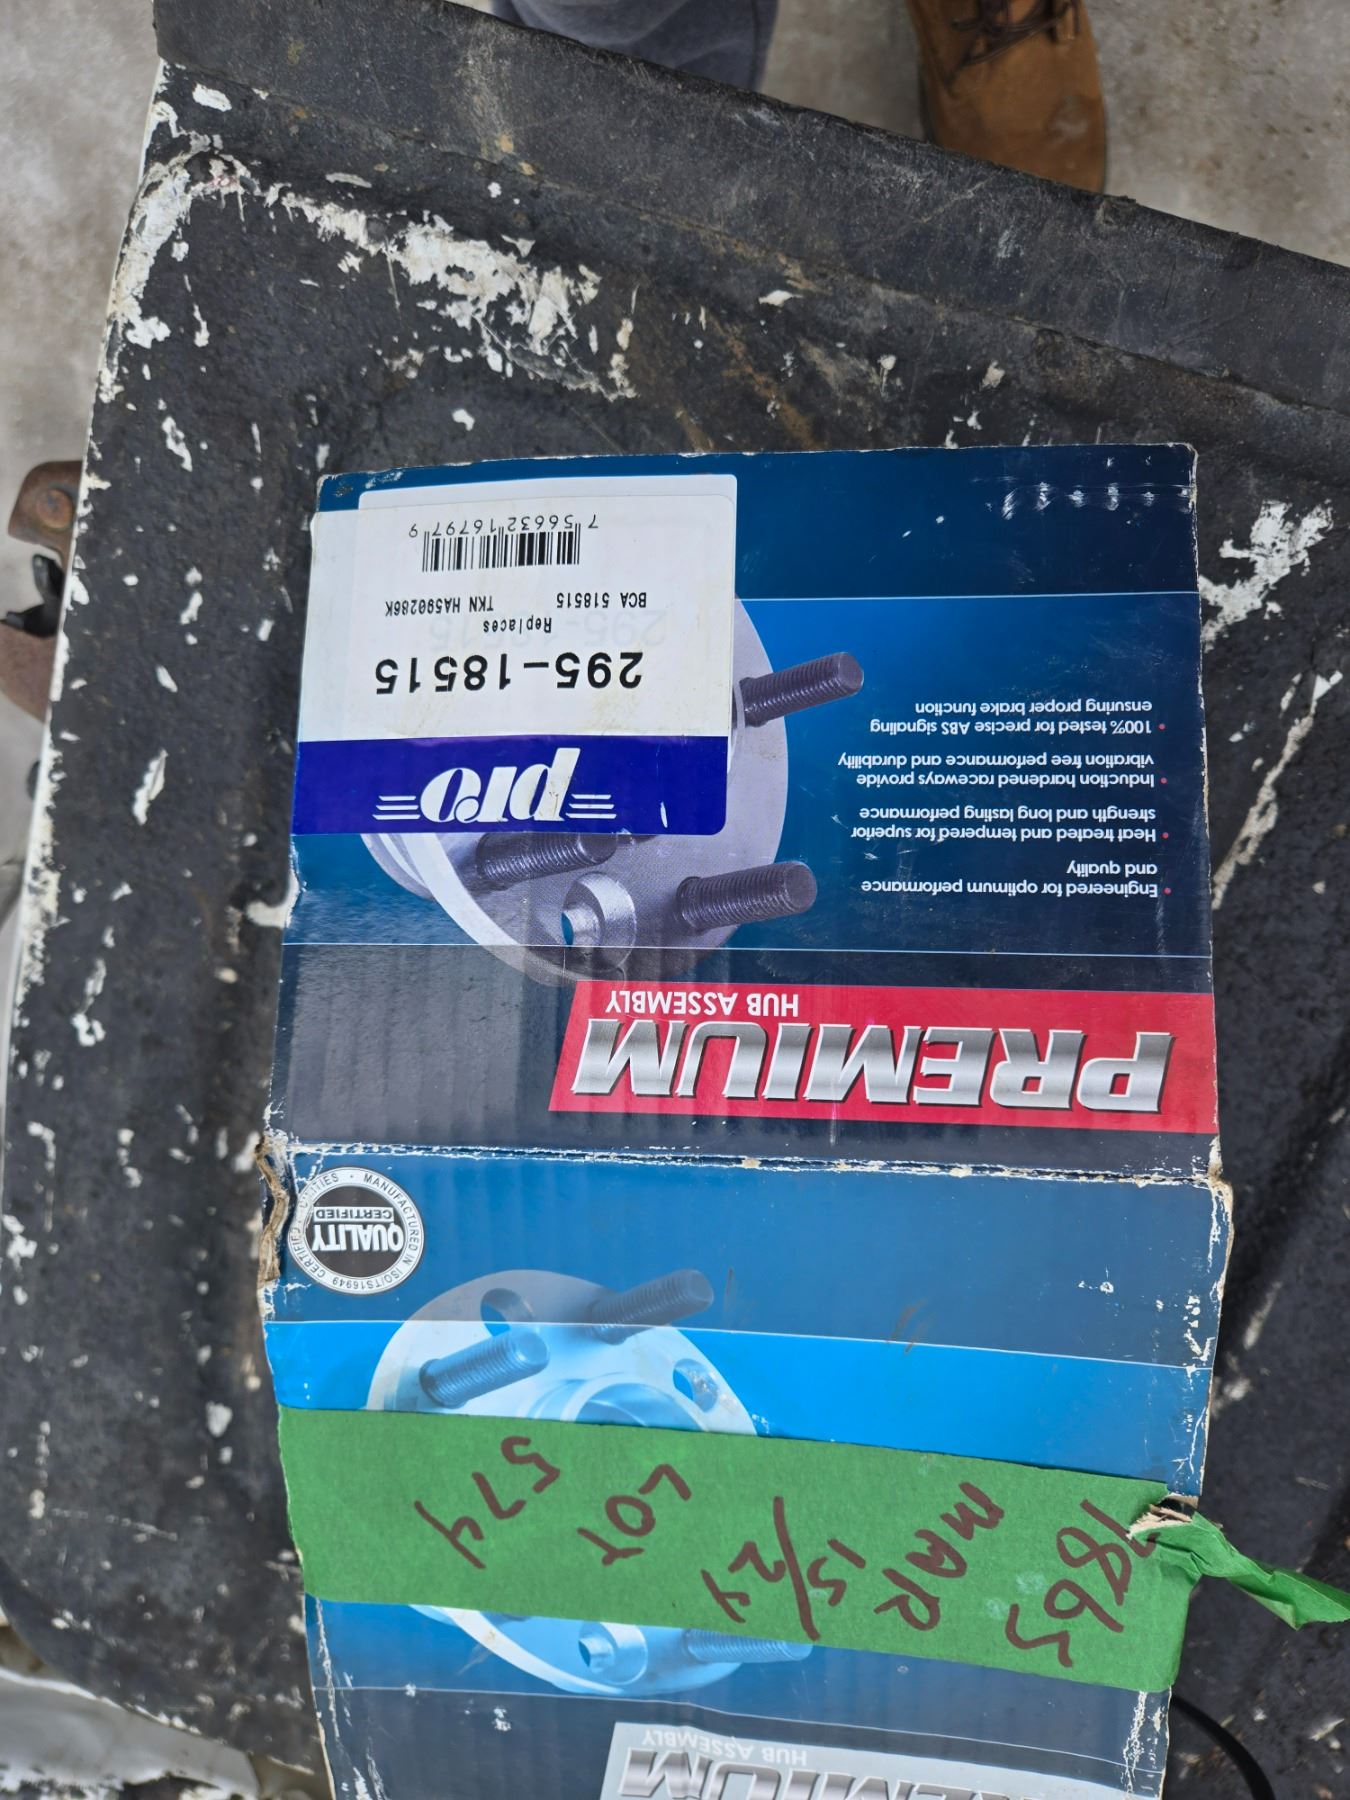 HUB ASSEMBLY
7865
MAR
15/24
LOT
574
MANUFACTURED IN ISO/TS16949 CERTIFIED
QUALITY
CERTIFIED
PREMIUM
HUB ASSEMBLY
• Engineered for optimum performance
and quality
• Heat treated and tempered for superior
strength and long lasting performance
• Induction hardened raceways provide
vibration free performance and durability
• 100% tested for precise ABS signaling
ensuring proper brake function
pro
295-18515
Replaces
BCA 518515 TKN HA590286K
7 56632 16797 9